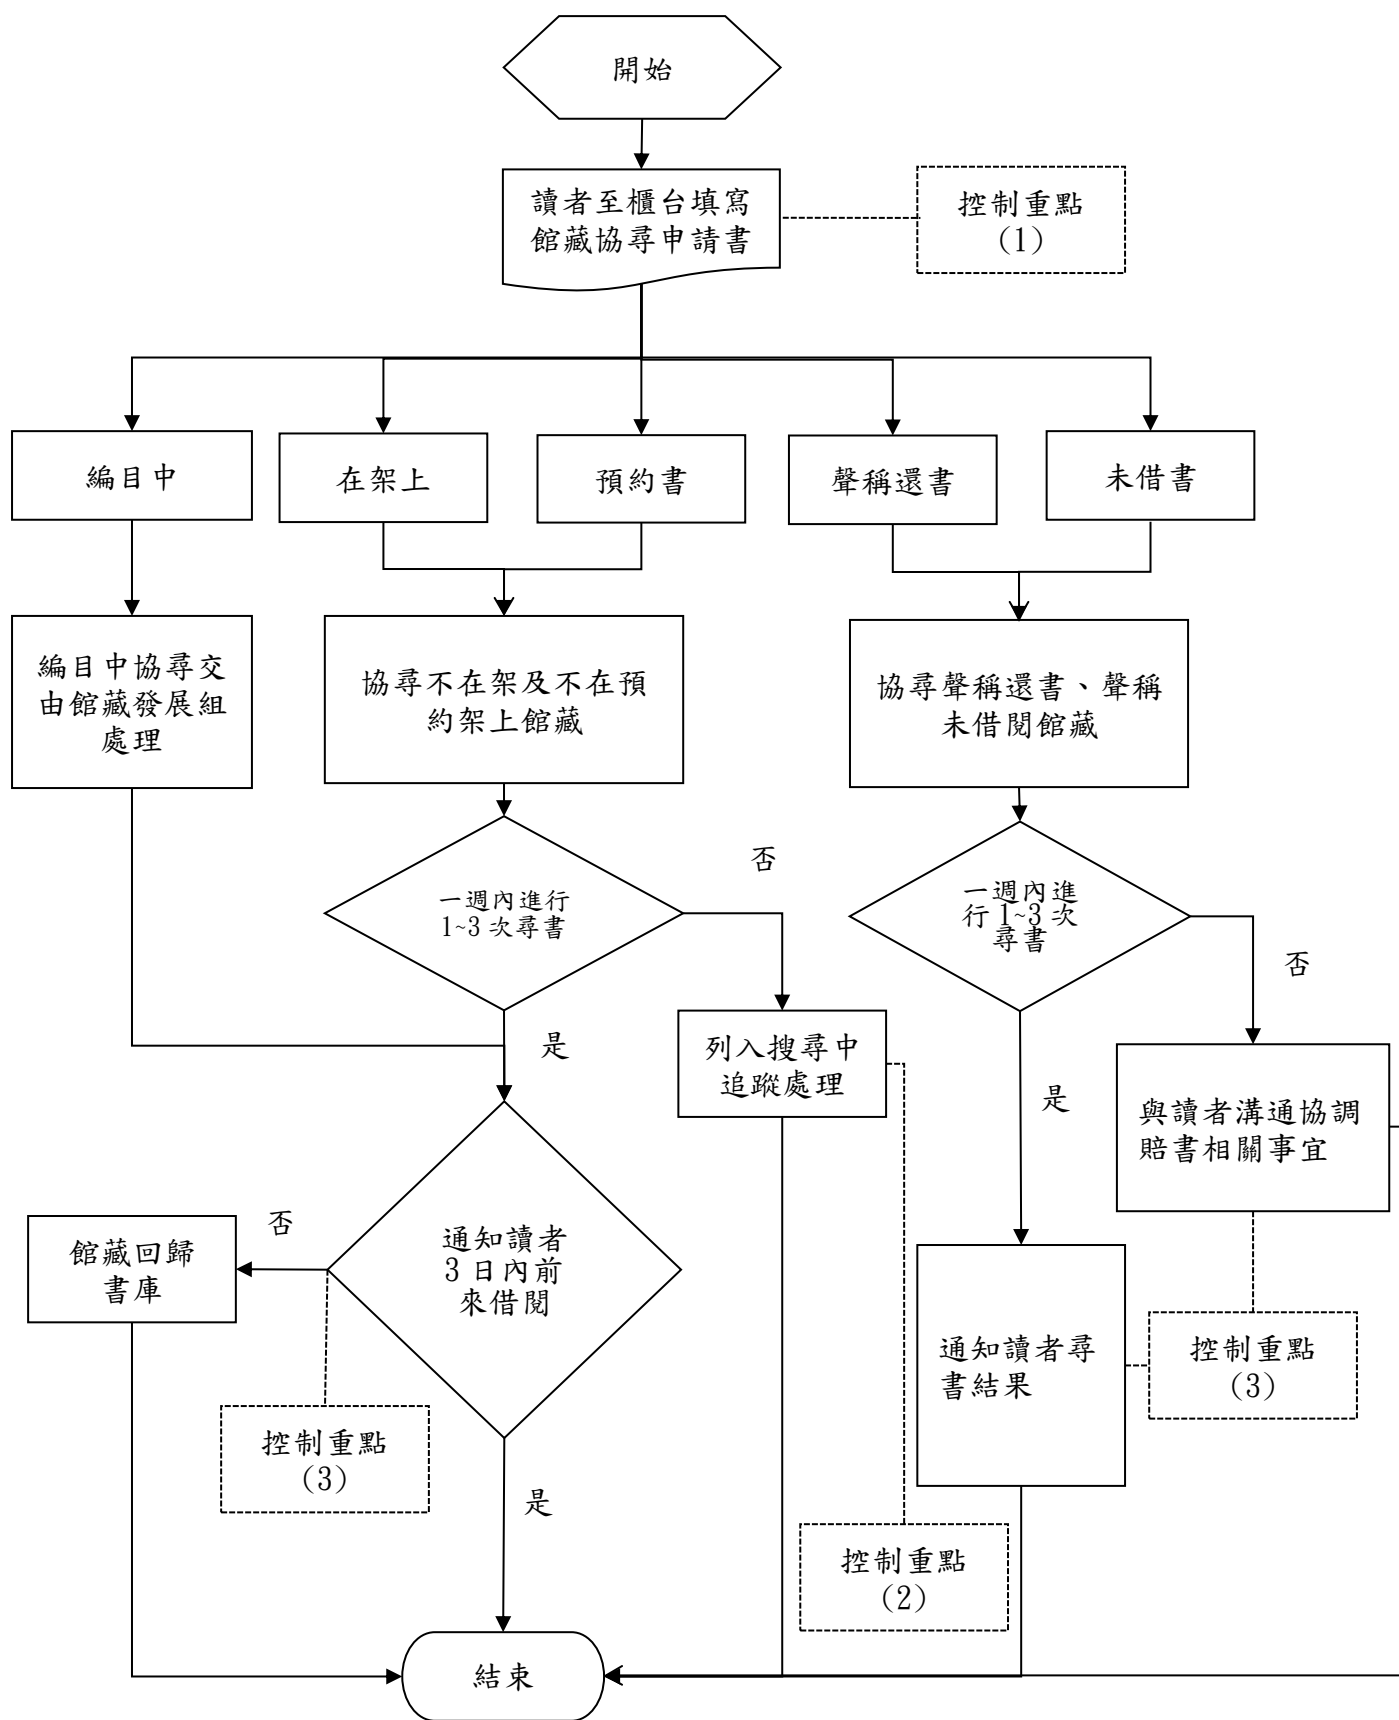 開始
讀者至櫃台填寫
館藏協尋申請書
控制重點
(1)
編目中
在架上
預約書
聲稱還書
未借書
編目中協尋交
由館藏發展組
處理
協尋不在架及不在預
約架上館藏
協尋聲稱還書、聲稱
未借閱館藏
一週內進行
1~3 次尋書
否
一週內進
行 1~3 次
尋書
否
是
列入搜尋中
追蹤處理
是
與讀者溝通協調
賠書相關事宜
否
館藏回歸
書庫
通知讀者
3 日內前
來借閱
通知讀者尋
書結果
控制重點
(3)
控制重點
(3)
是
控制重點
(2)
結束